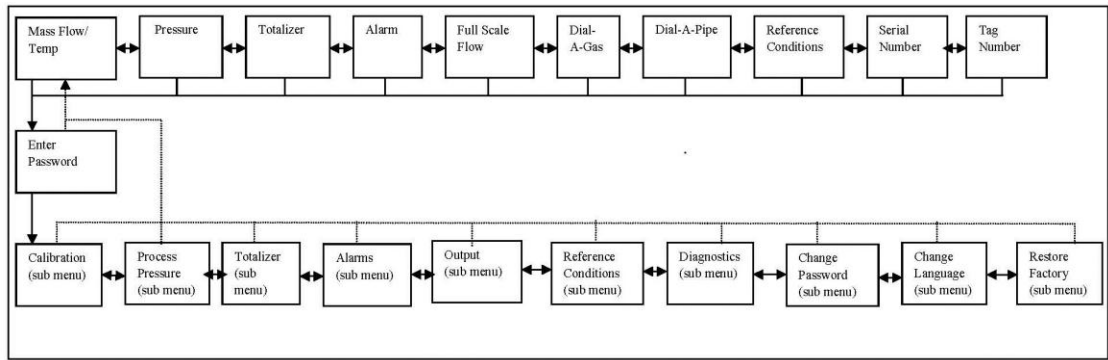 Mass Flow/
Temp
Pressure
Totalizer
Alarm
Full Scale
Flow
Dial-
A-Gas
Dial-A-Pipe
Reference
Conditions
Serial
Number
Tag
Number
Enter
Password
Calibration
(sub menu)
Process
Pressure
(sub menu)
Totalizer
(sub
menu)
Alarms
(sub menu)
Output
(sub menu)
Reference
Conditions
(sub menu)
Diagnostics
(sub menu)
Change
Password
(sub menu)
Change
Language
(sub menu)
Restore
Factory
(sub menu)